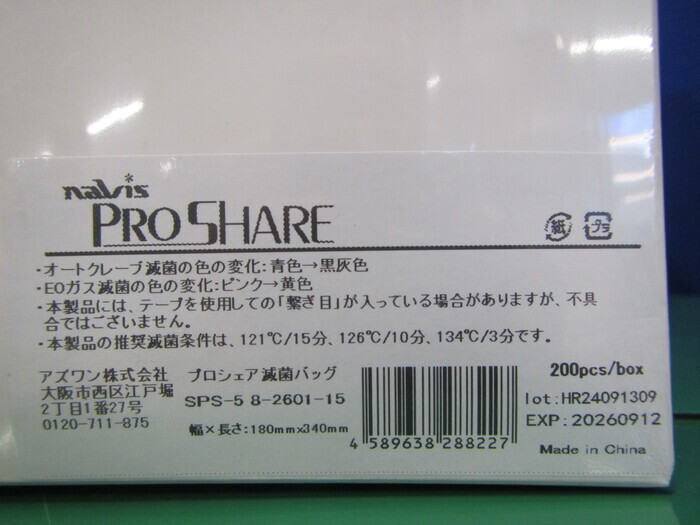 navis
PRO SHARE
紙 プラ
・オートクレーブ滅菌の色の変化：青色→黒灰色
・EOガス滅菌の色の変化：ピンク→黄色
・本製品には、テープを使用しての「繋ぎ目」が入っている場合がありますが、不具
合ではございません。
・本製品の推奨滅菌条件は、121℃/15分、126℃/10分、134℃/3分です。
アズワン株式会社
大阪市西区江戸堀
2丁目1番27号
0120-711-875
プロシェア滅菌バッグ
SPS-5 8-2601-15
幅×長さ：180mm×340mm
4 589638 288227
200pcs/box
lot:HR24091309
EXP:20260912
Made in China